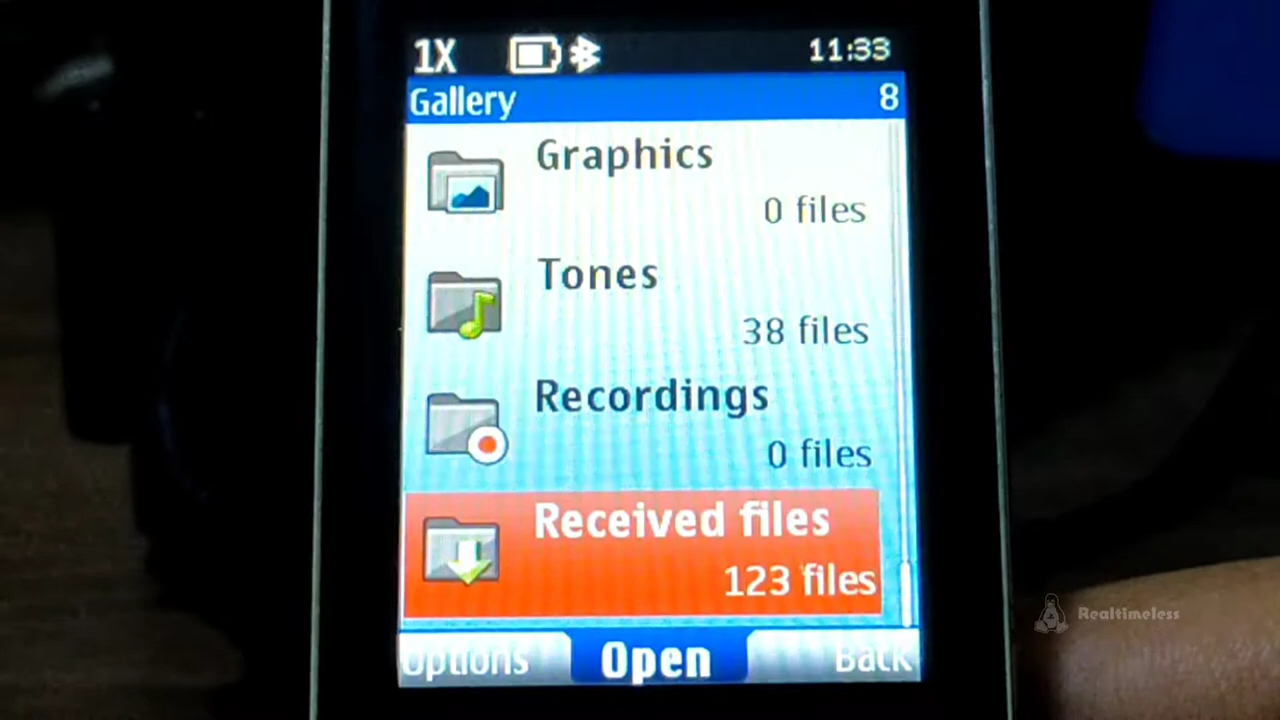 1X 11:33
Gallery 8
Graphics
0 files
Tones
38 files
Recordings
0 files
Received files
123 files
Options Open Back
Realtimeless